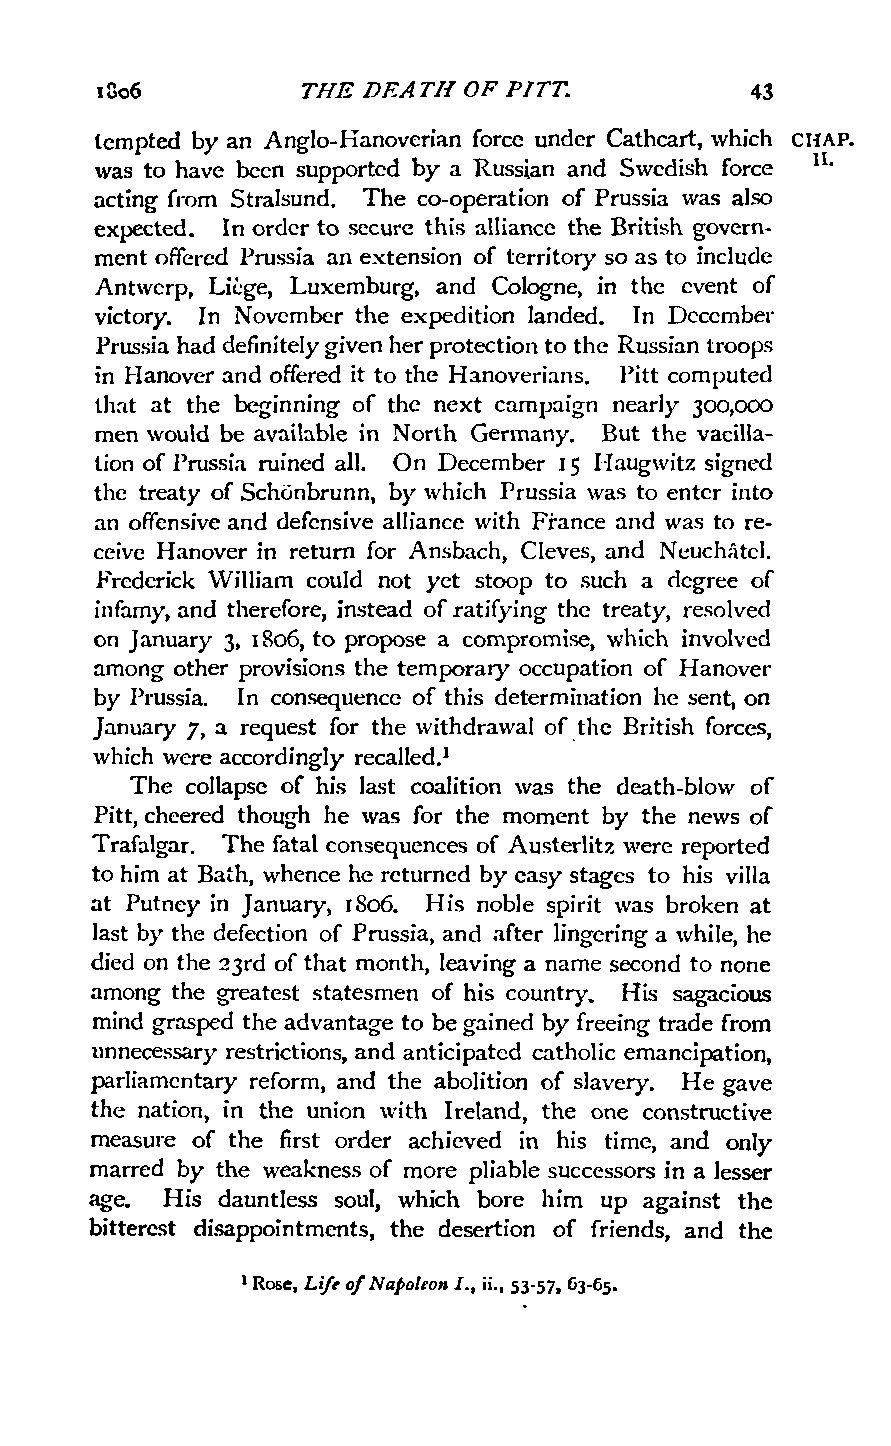 1806 THE DEATH OF PITT. 43
tempted by an Anglo-Hanoverian force under Cathcart, which CHAP.
was to have been supported by a Russian and Swedish force II.
acting from Stralsund. The co-operation of Prussia was also
expected. In order to secure this alliance the British govern-
ment offered Prussia an extension of territory so as to include
Antwerp, Liège, Luxemburg, and Cologne, in the event of
victory. In November the expedition landed. In December
Prussia had definitely given her protection to the Russian troops
in Hanover and offered it to the Hanoverians. Pitt computed
that at the beginning of the next campaign nearly 300,000
men would be available in North Germany. But the vacilla-
tion of Prussia ruined all. On December 15 Haugwitz signed
the treaty of Schönbrunn, by which Prussia was to enter into
an offensive and defensive alliance with France and was to re-
ceive Hanover in return for Ansbach, Cleves, and Neuchâtel.
Frederick William could not yet stoop to such a degree of
infamy, and therefore, instead of ratifying the treaty, resolved
on January 3, 1806, to propose a compromise, which involved
among other provisions the temporary occupation of Hanover
by Prussia. In consequence of this determination he sent, on
January 7, a request for the withdrawal of the British forces,
which were accordingly recalled.¹
The collapse of his last coalition was the death-blow of
Pitt, cheered though he was for the moment by the news of
Trafalgar. The fatal consequences of Austerlitz were reported
to him at Bath, whence he returned by easy stages to his villa
at Putney in January, 1806. His noble spirit was broken at
last by the defection of Prussia, and after lingering a while, he
died on the 23rd of that month, leaving a name second to none
among the greatest statesmen of his country. His sagacious
mind grasped the advantage to be gained by freeing trade from
unnecessary restrictions, and anticipated catholic emancipation,
parliamentary reform, and the abolition of slavery. He gave
the nation, in the union with Ireland, the one constructive
measure of the first order achieved in his time, and only
marred by the weakness of more pliable successors in a lesser
age. His dauntless soul, which bore him up against the
bitterest disappointments, the desertion of friends, and the
¹ Rose, Life of Napoleon I., ii., 53-57, 63-65.